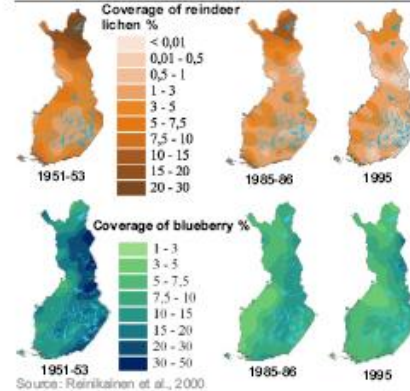 Coverage of reindeer
lichen %
< 0,01
0,01 - 0,5
0,5 - 1
1 - 3
3 - 5
5 - 7,5
7,5 - 10
10 - 15
15 - 20
20 - 30
1951-53
1985-86
1995
Coverage of blueberry %
1 - 3
3 - 5
5 - 7,5
7,5 - 10
10 - 15
15 - 20
20 - 30
30 - 50
1951-53
1985-86
1995
Source: Reinikainen et al., 2000